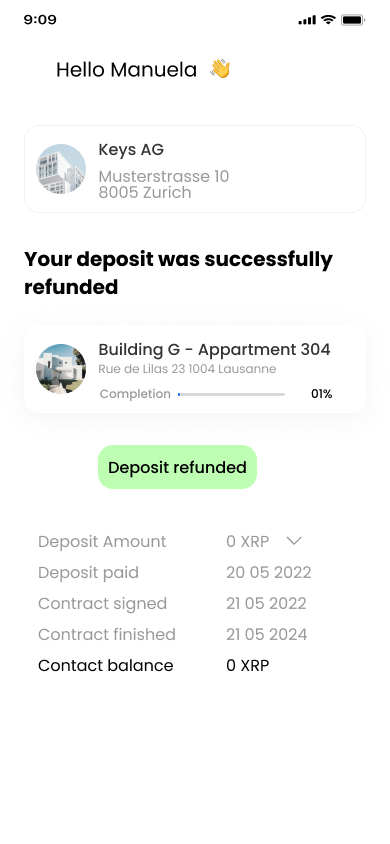 9:09
Hello Manuela 👋
Keys AG
Musterstrasse 10
8005 Zurich
Your deposit was successfully
refunded
Building G - Appartment 304
Rue de Lilas 23 1004 Lausanne
Completion 01%
Deposit refunded
Deposit Amount 0 XRP
Deposit paid 20 05 2022
Contract signed 21 05 2022
Contract finished 21 05 2024
Contact balance 0 XRP